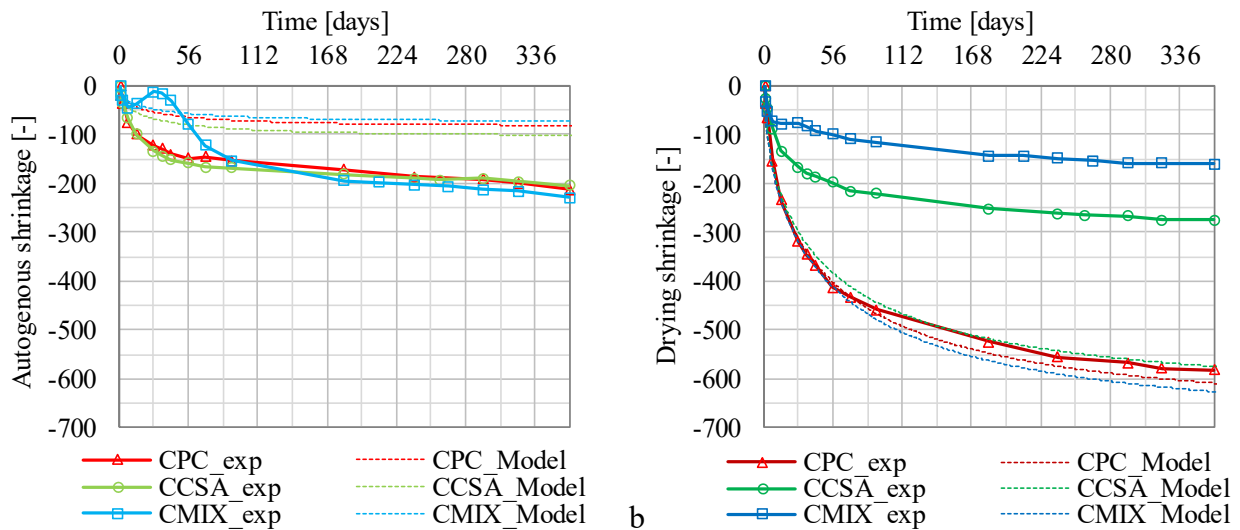 Time [days]
0 56 112 168 224 280 336
-0
-100
-200
-300
-400
-500
-600
-700
Autogenous shrinkage [-]
CPC_exp CPC_Model
CCSA_exp CCSA_Model
CMIX_exp CMIX_Model
b
Time [days]
0 56 112 168 224 280 336
0
-100
-200
-300
-400
-500
-600
-700
Drying shrinkage [-]
CPC_exp CPC_Model
CCSA_exp CCSA_Model
CMIX_exp CMIX_Model